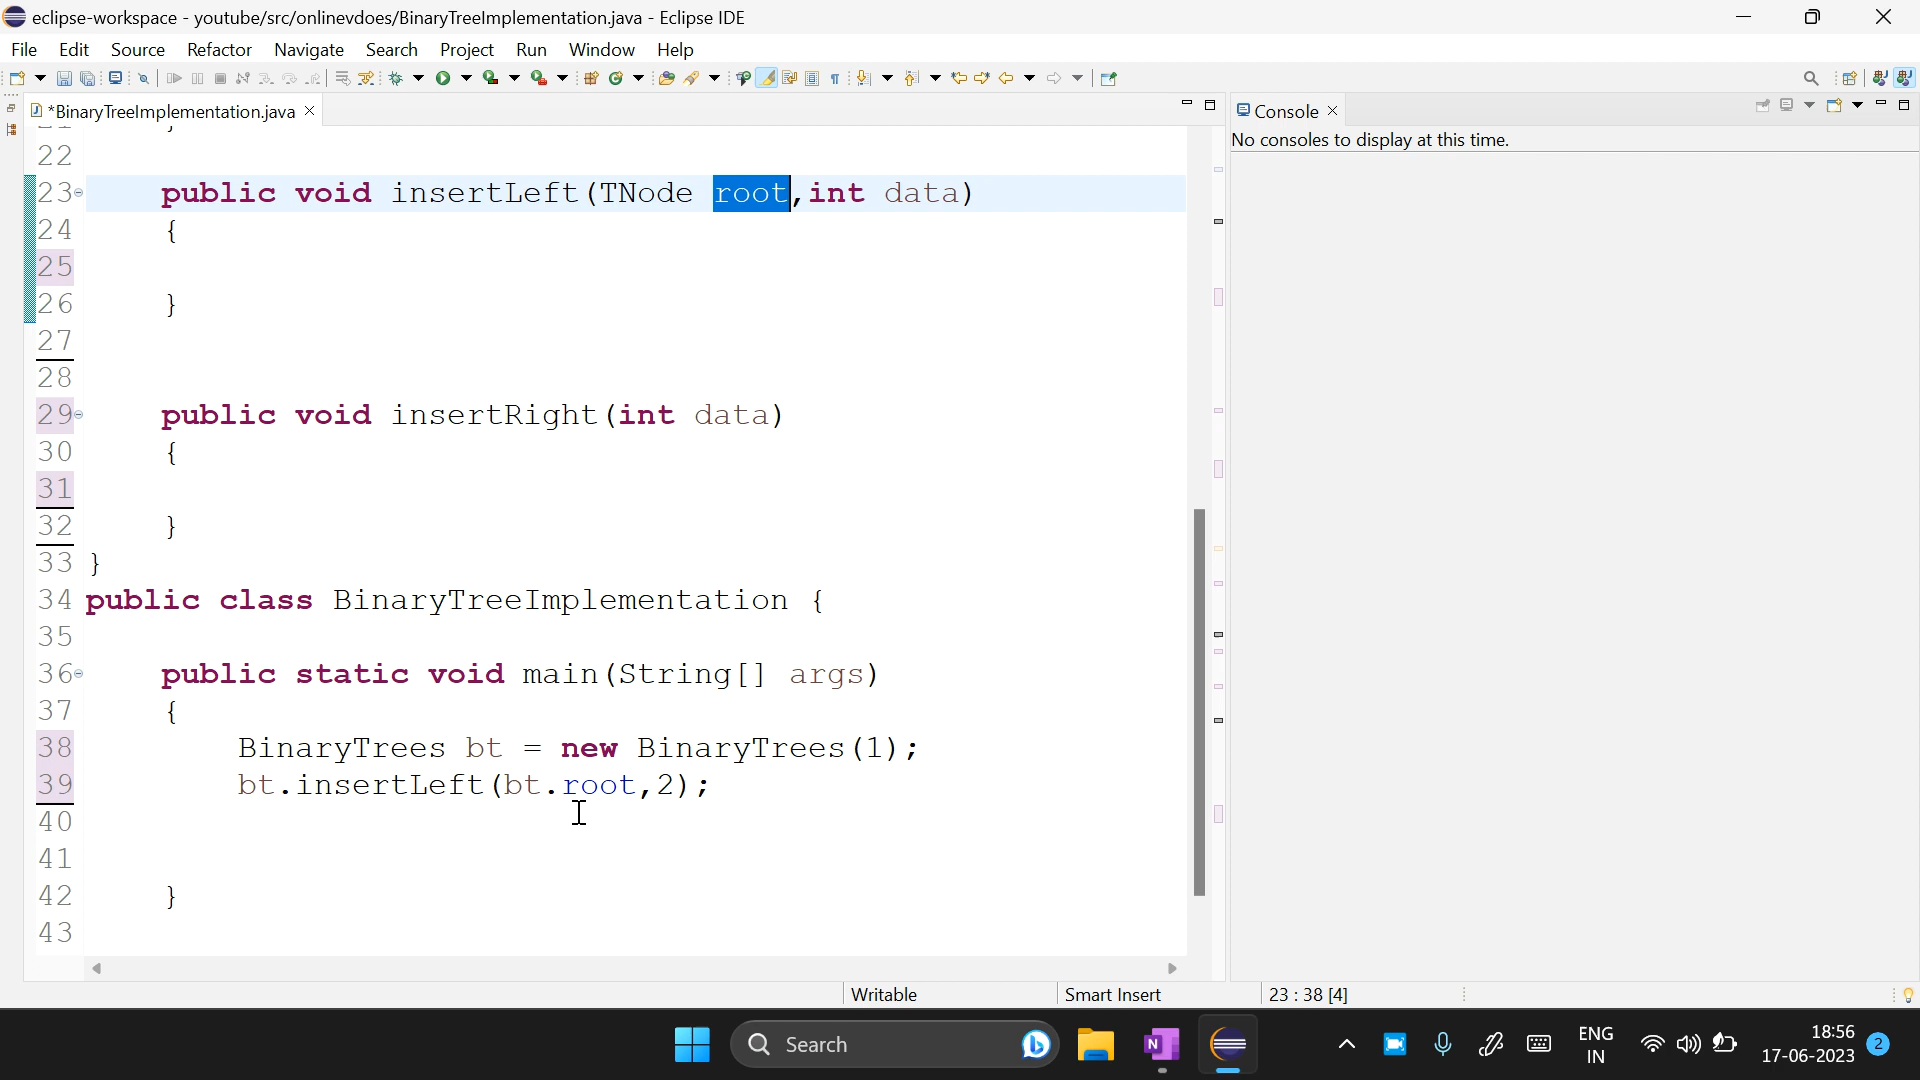 eclipse-workspace - youtube/src/onlinevdoes/BinaryTreeImplementation.java - Eclipse IDE
File Edit Source Refactor Navigate Search Project Run Window Help
*BinaryTreeImplementation.java
Console
No consoles to display at this time.
22
23 public void insertLeft(TNode root,int data)
24 {
25
26 }
27
28
29 public void insertRight(int data)
30 {
31
32 }
33 }
34 public class BinaryTreeImplementation {
35
36 public static void main(String[] args)
37 {
38 BinaryTrees bt = new BinaryTrees(1);
39 bt.insertLeft(bt.root,2);
40
41
42 }
43
Writable Smart Insert 23 : 38 [4]
Search
N
ENG
IN
18:56
17-06-2023
2